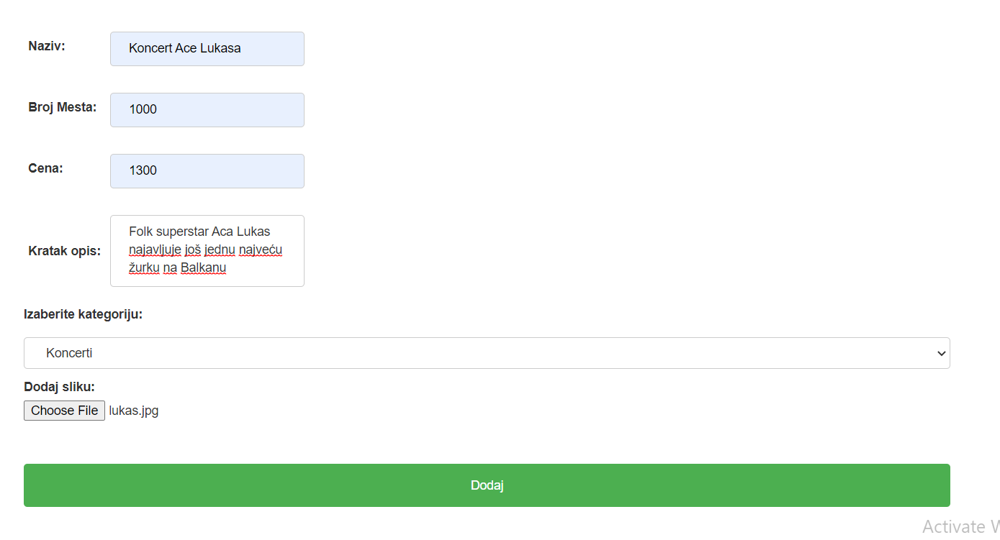 Naziv:
Koncert Ace Lukasa
Broj Mesta:
1000
Cena:
1300
Kratak opis:
Folk superstar Aca Lukas
najavljuje još jednu najveću
žurku na Balkanu
Izaberite kategoriju:
Koncerti
Dodaj sliku:
Choose File lukas.jpg
Dodaj
Activate